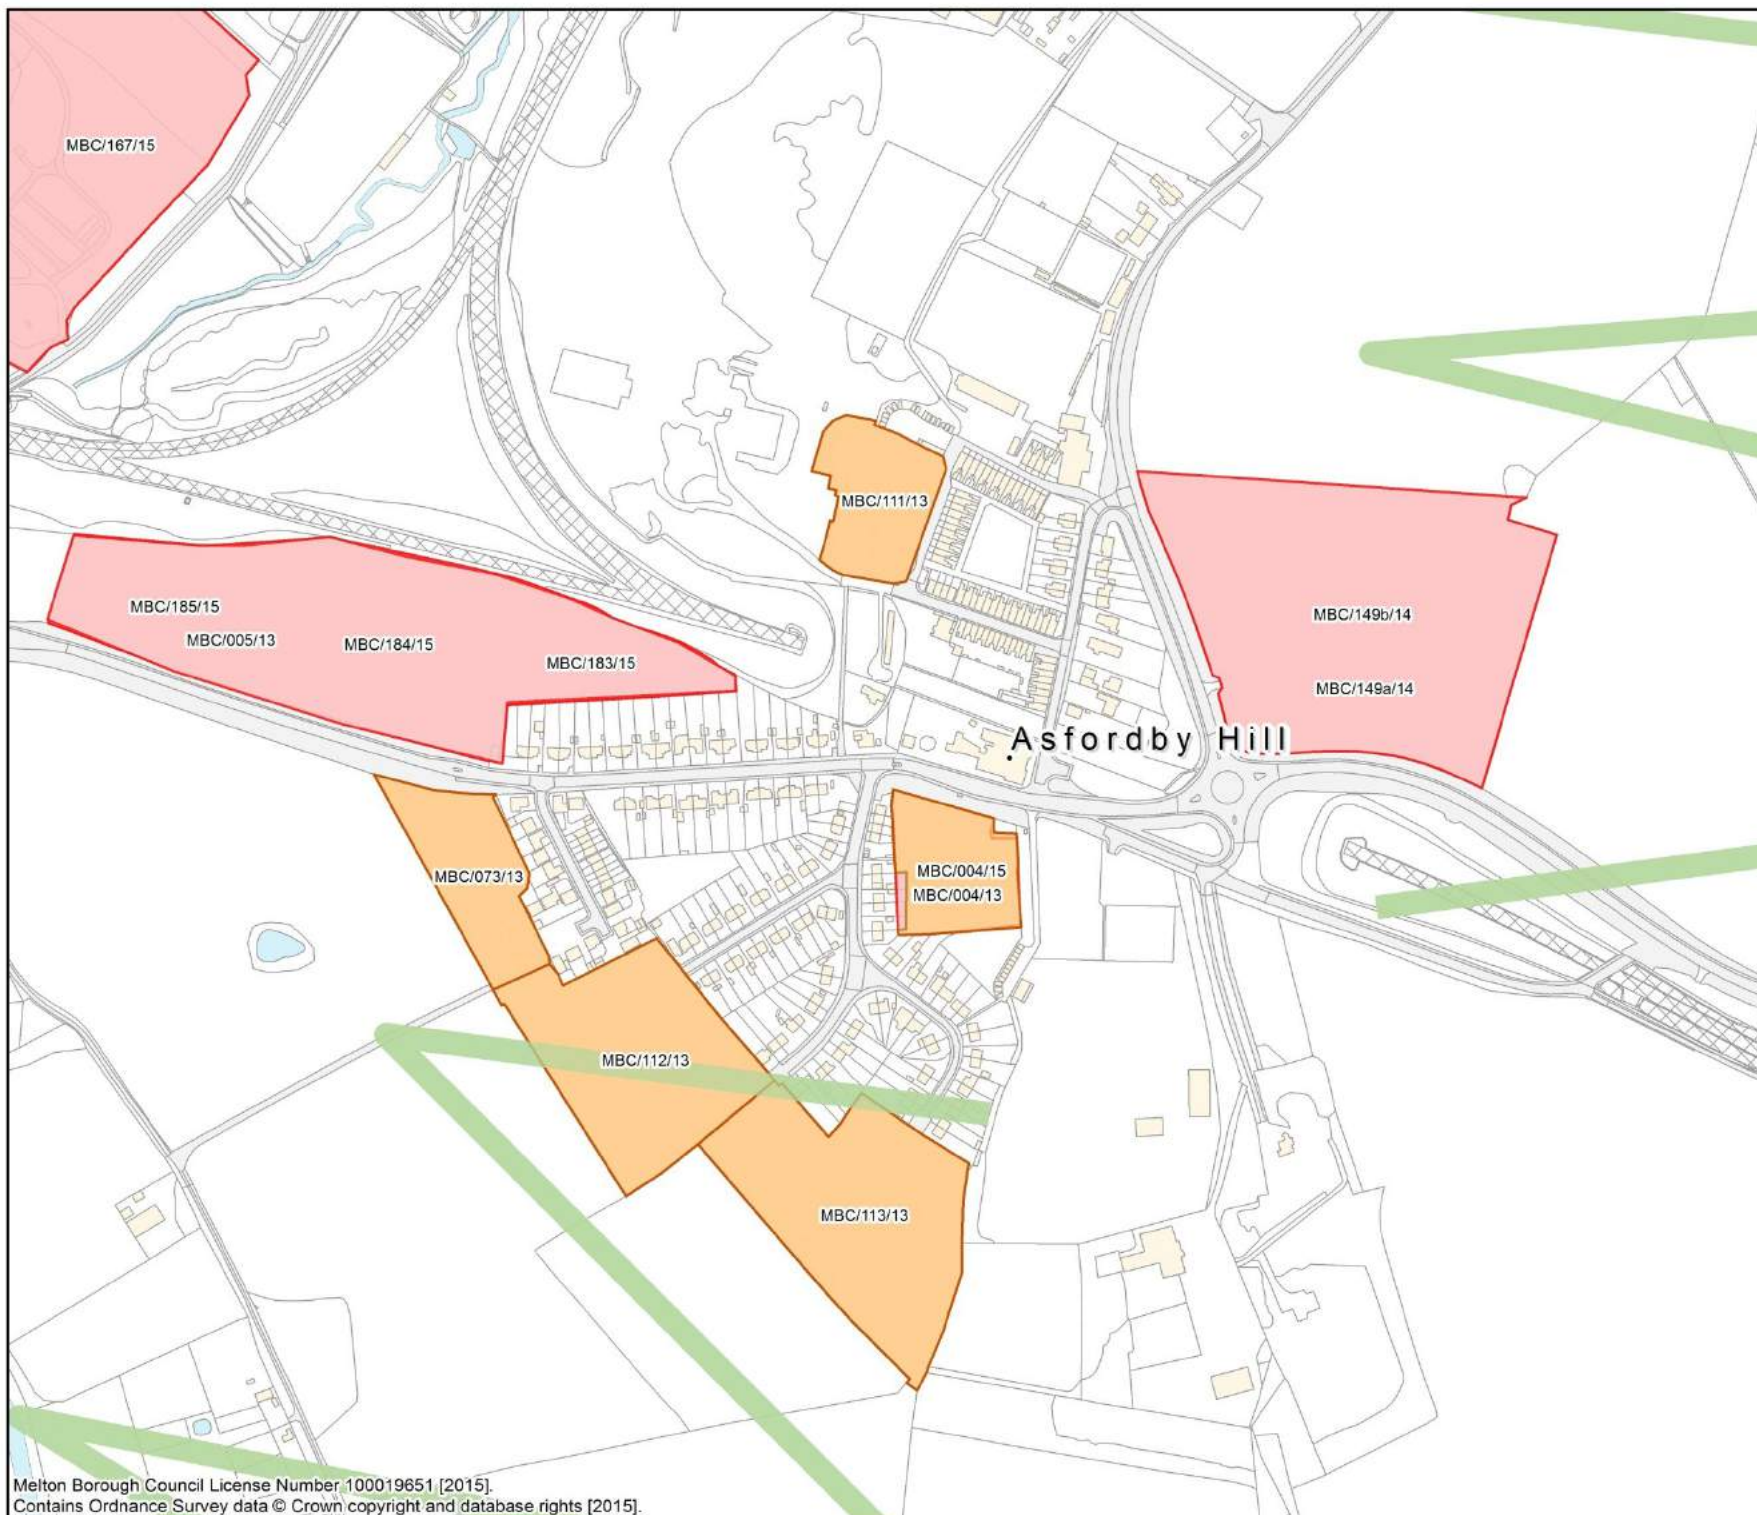 MBC/167/15
MBC/111/13
MBC/185/15
MBC/005/13
MBC/184/15
MBC/183/15
MBC/149b/14
MBC/149a/14
Asfordby Hill
MBC/073/13
MBC/004/15
MBC/004/13
MBC/112/13
MBC/113/13
Melton Borough Council License Number 100019651 [2015].
Contains Ordnance Survey data © Crown copyright and database rights [2015].